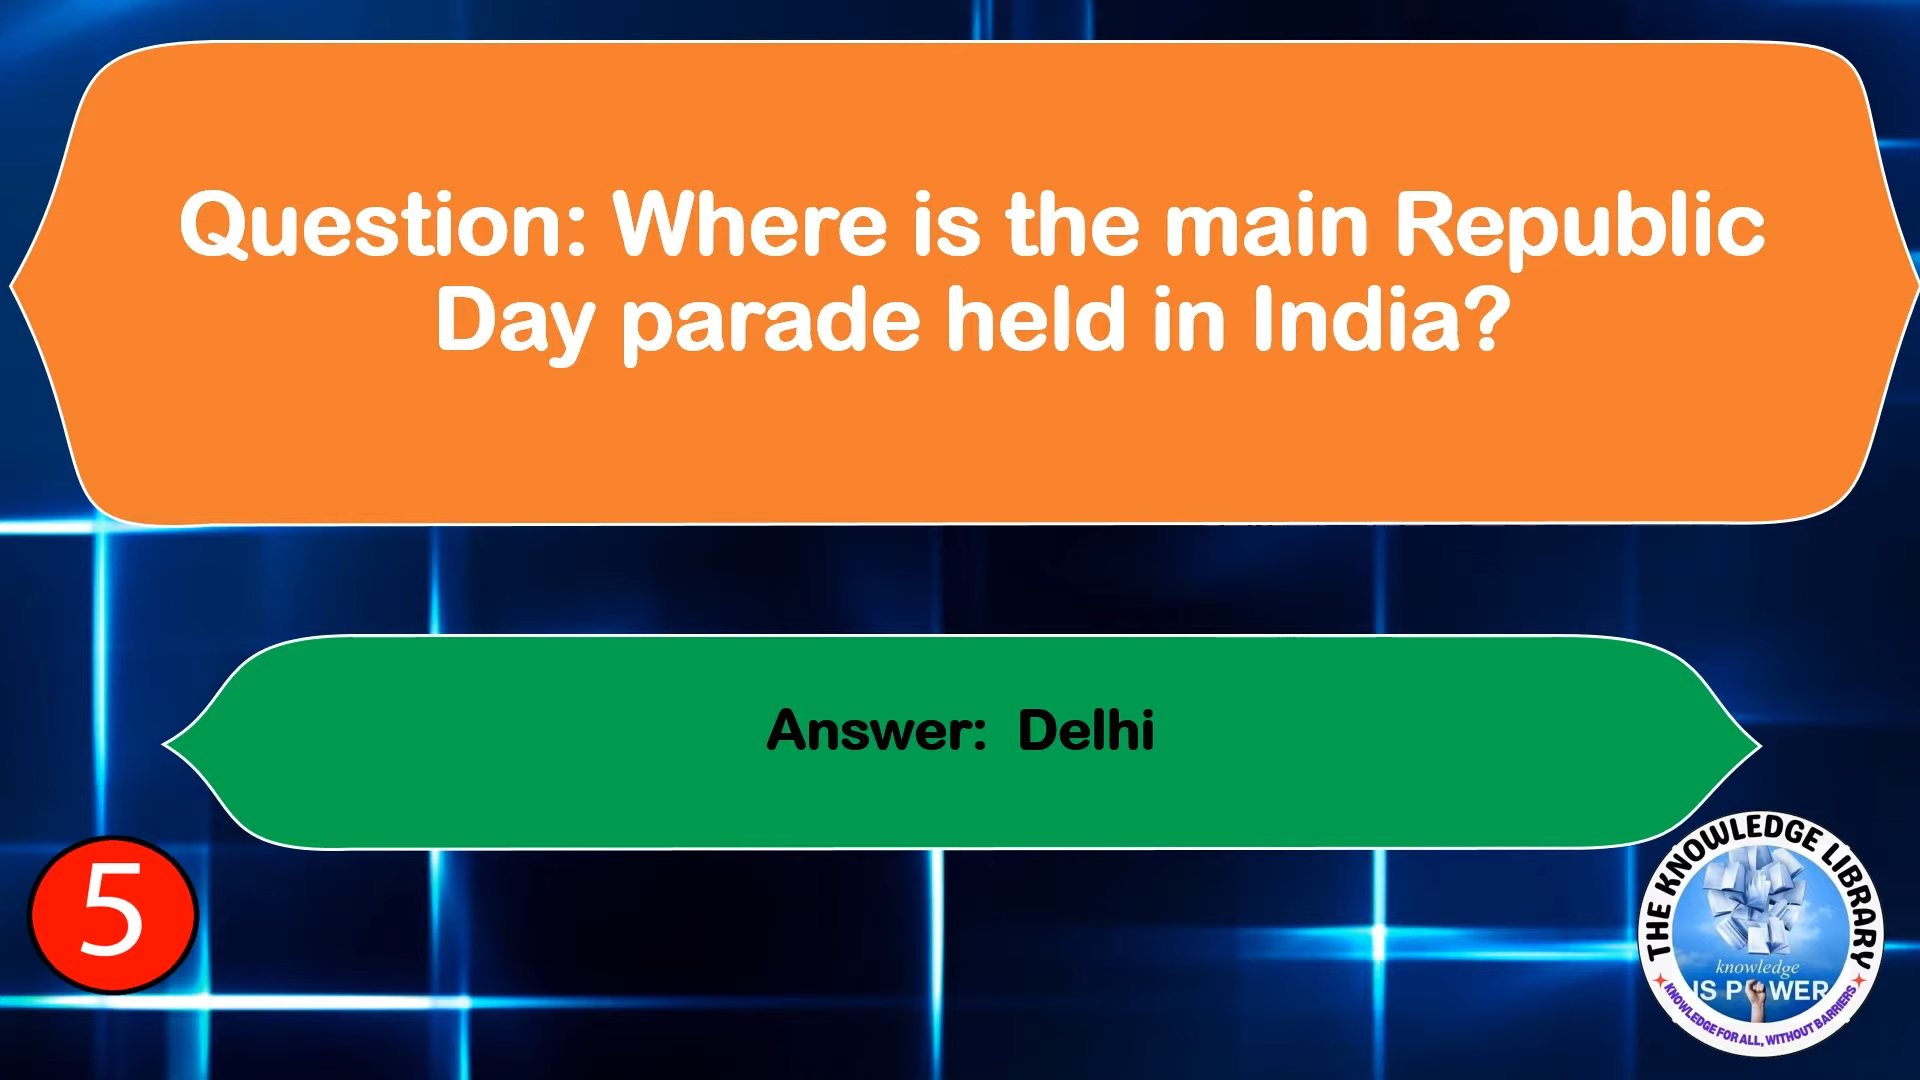 Question: Where is the main Republic
Day parade held in India?
Answer: Delhi
5
THE KNOWLEDGE LIBRARY
knowledge
IS POWER
KNOWLEDGE FOR ALL, WITHOUT BARRIERS